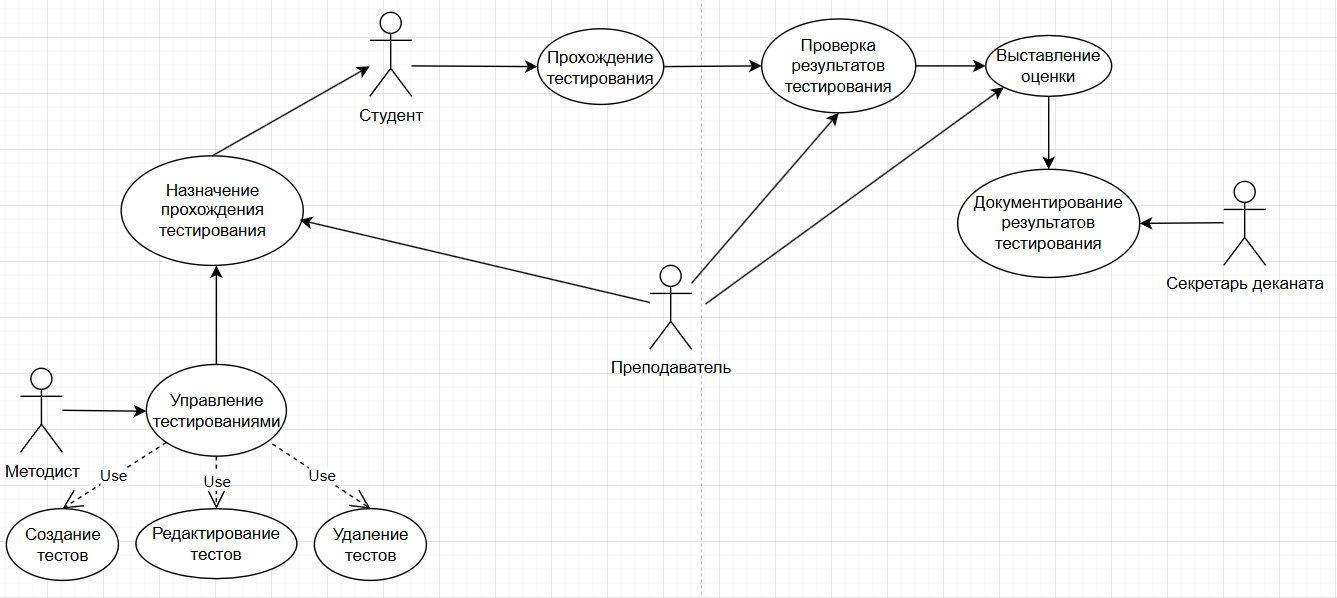 Студент
Прохождение
тестирования
Проверка
результатов
тестирования
Выставление
оценки
Назначение
прохождения
тестирования
Документирование
результатов
тестирования
Секретарь деканата
Преподаватель
Управление
тестированиями
Методист
Use
Use
Use
Создание
тестов
Редактирование
тестов
Удаление
тестов